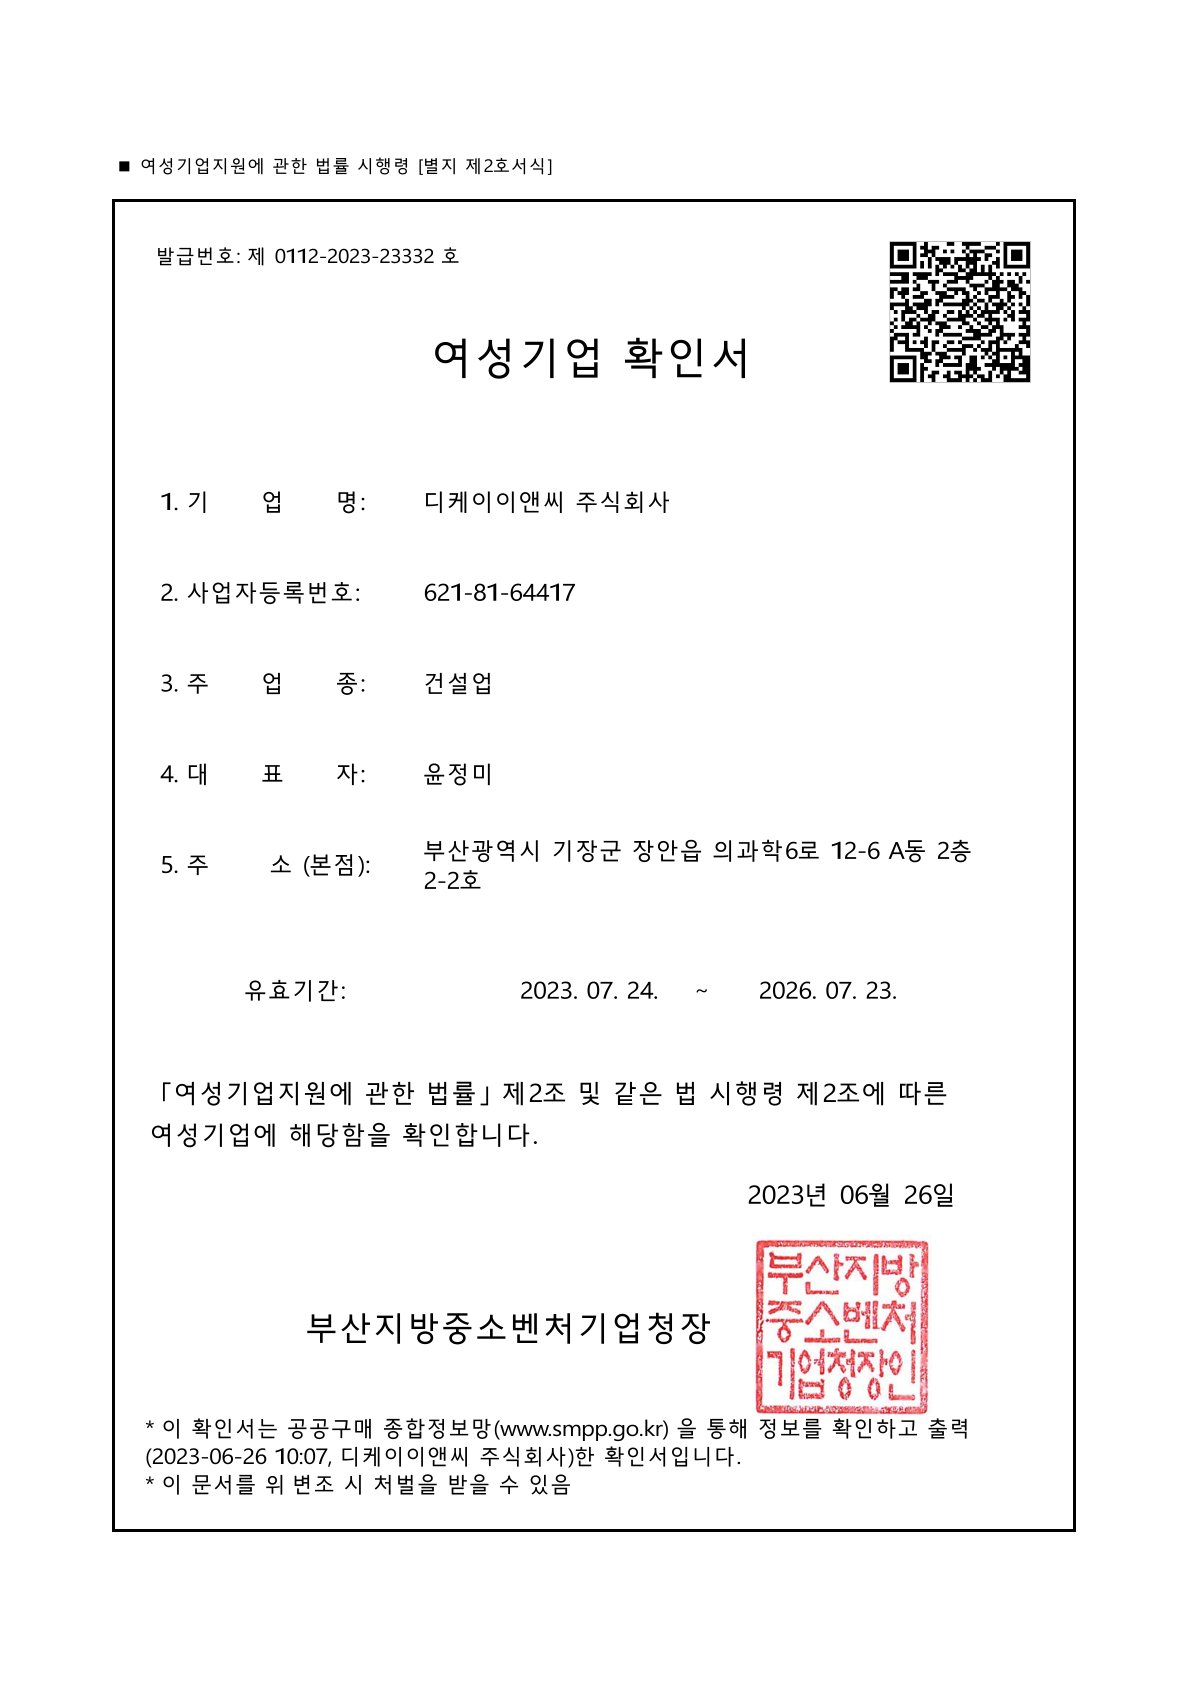 ■ 여성기업지원에 관한 법률 시행령 [별지 제2호서식]
발급번호: 제 0112-2023-23332 호
여성기업 확인서
1. 기 업 명: 디케이이앤씨 주식회사
2. 사업자등록번호: 621-81-64417
3. 주 업 종: 건설업
4. 대 표 자: 윤정미
5. 주 소 (본점): 부산광역시 기장군 장안읍 의과학6로 12-6 A동 2층
2-2호
유효기간: 2023. 07. 24. ~ 2026. 07. 23.
「여성기업지원에 관한 법률」제2조 및 같은 법 시행령 제2조에 따른
여성기업에 해당함을 확인합니다.
2023년 06월 26일
부산지방중소벤처기업청장
부산지방
중소벤처
기업청장인
* 이 확인서는 공공구매 종합정보망(www.smpp.go.kr) 을 통해 정보를 확인하고 출력
(2023-06-26 10:07, 디케이이앤씨 주식회사)한 확인서입니다.
* 이 문서를 위변조 시 처벌을 받을 수 있음